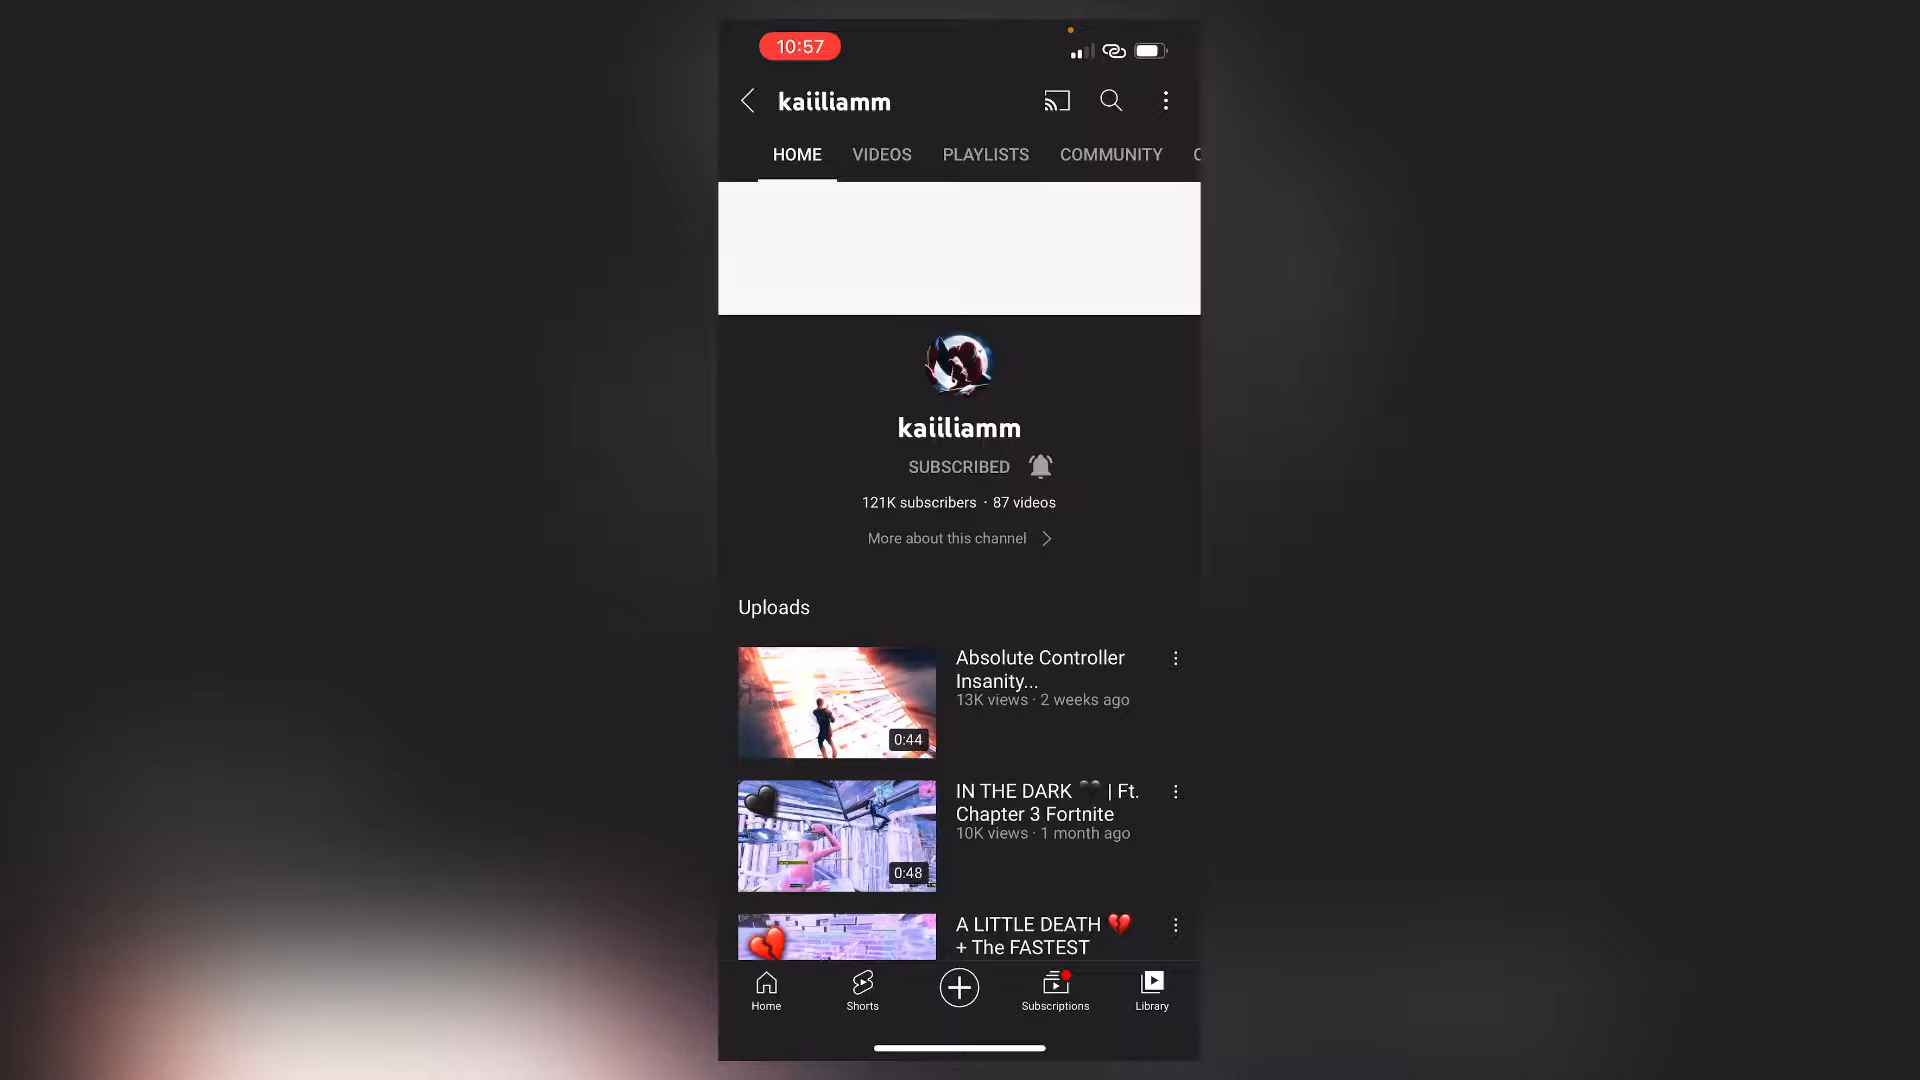 10:57
kaiiliamm
HOME VIDEOS PLAYLISTS COMMUNITY
kaiiliamm
SUBSCRIBED
121K subscribers · 87 videos
More about this channel
Uploads
Absolute Controller
Insanity...
13K views · 2 weeks ago
0:44
IN THE DARK 🖤 | Ft.
Chapter 3 Fortnite
10K views · 1 month ago
0:48
A LITTLE DEATH 💔
+ The FASTEST
Home Shorts Subscriptions Library